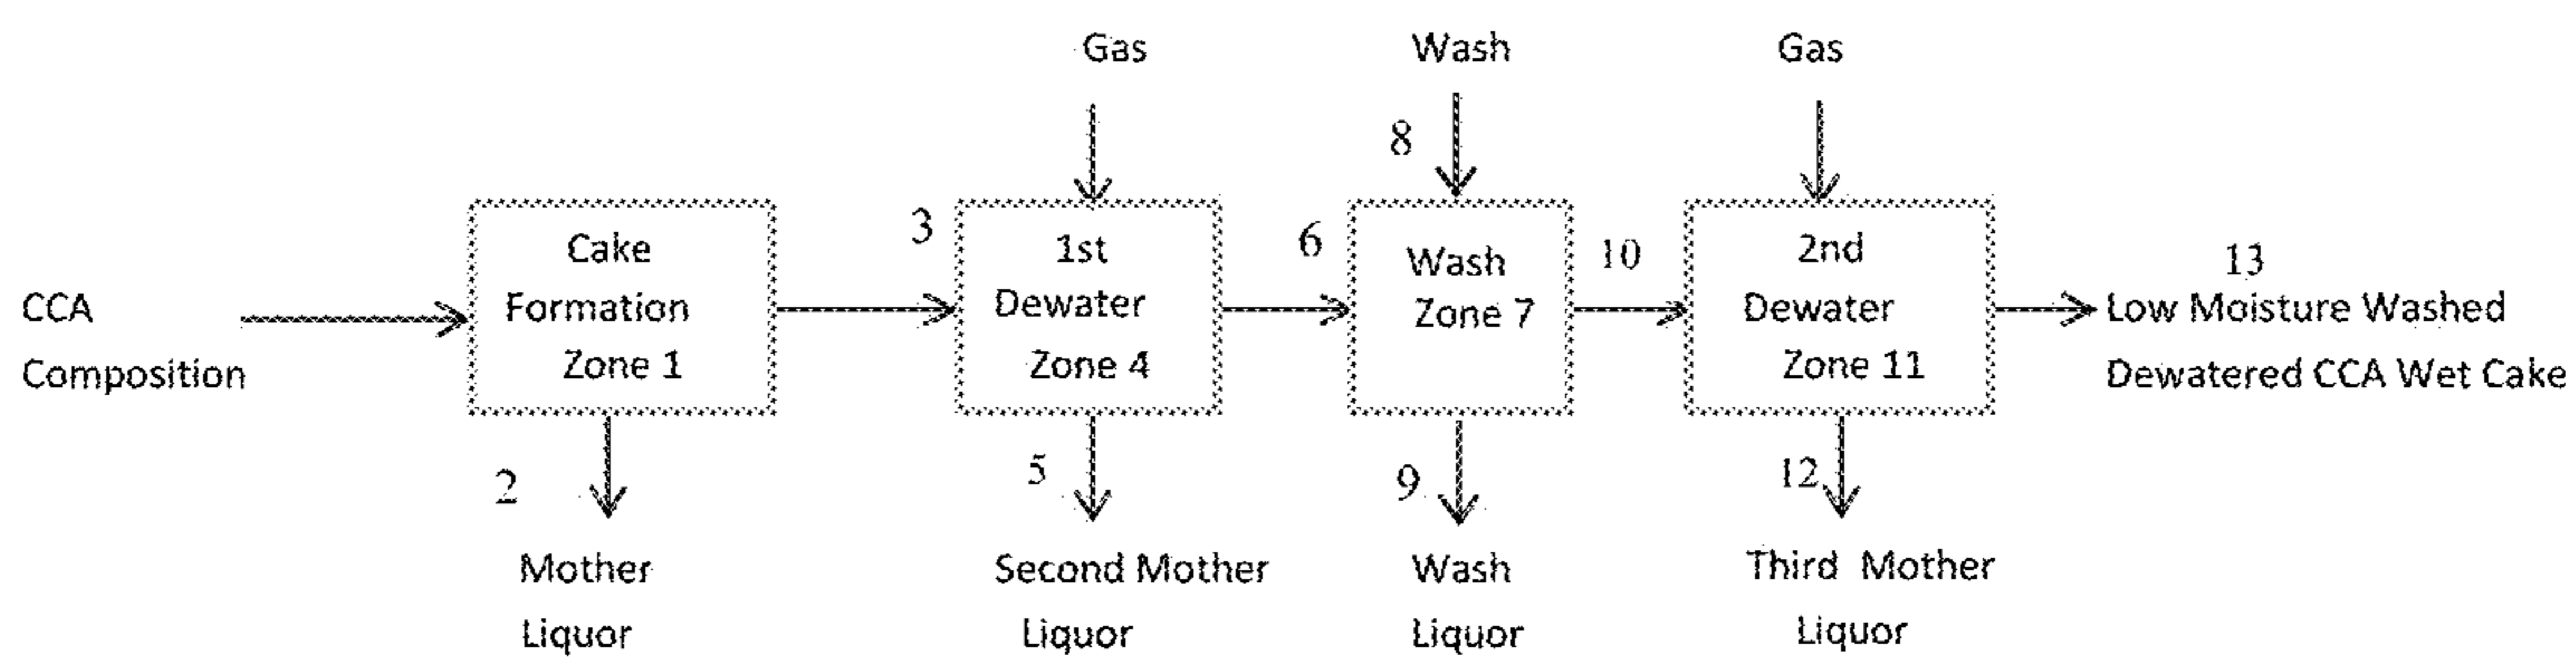 Gas
Wash
Gas
8
3
6
10
13
CCA
Composition
Cake
Formation
Zone 1
1st
Dewater
Zone 4
Wash
Zone 7
2nd
Dewater
Zone 11
Low Moisture Washed
Dewatered CCA Wet Cake
2
5
9
12
Mother
Liquor
Second Mother
Liquor
Wash
Liquor
Third Mother
Liquor